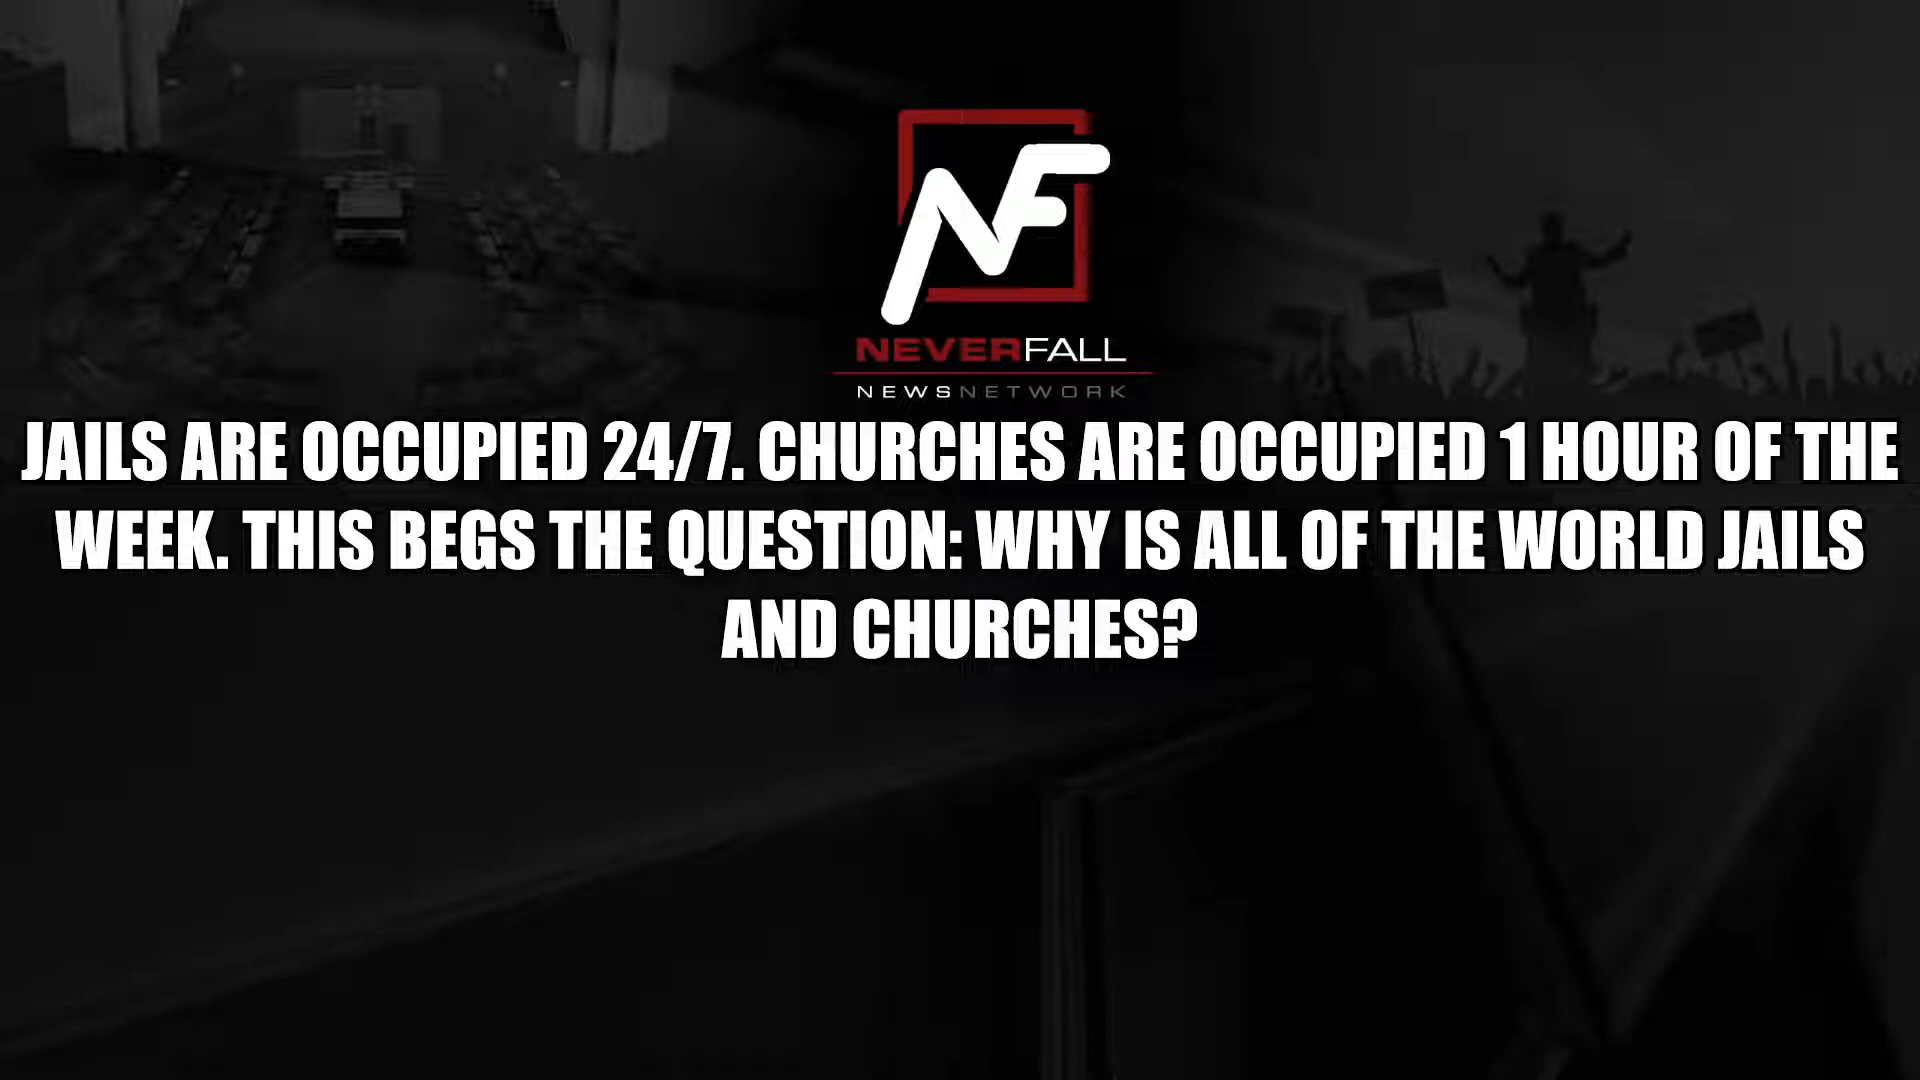 NF
NEVERFALL
NEWSNETWORK
JAILS ARE OCCUPIED 24/7. CHURCHES ARE OCCUPIED 1 HOUR OF THE
WEEK. THIS BEGS THE QUESTION: WHY IS ALL OF THE WORLD JAILS
AND CHURCHES?